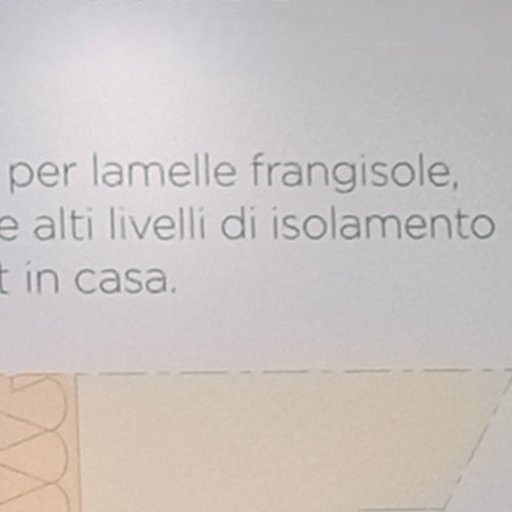 per lamelle frangisole,
e alti livelli di isolamento
t in casa.